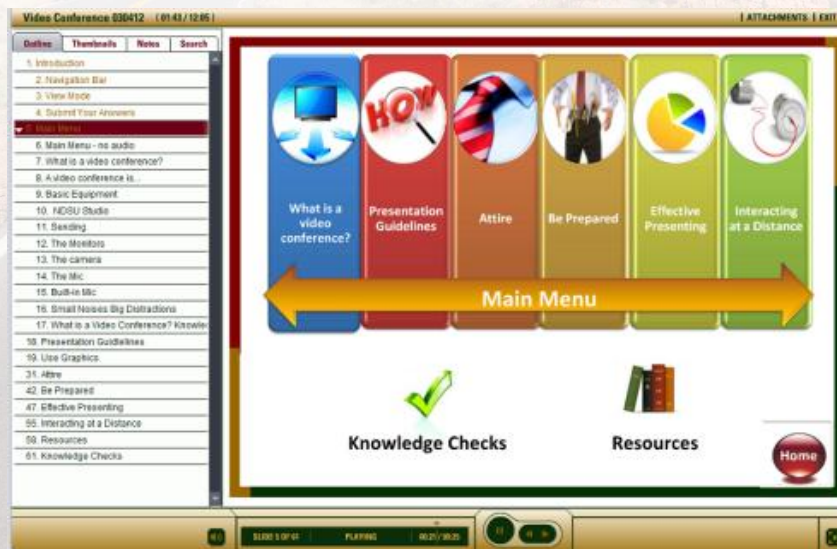 Video Conference 030412 (01:43 / 12:05)
| ATTACHMENTS | EXIT
Outline Thumbnails Notes Search
1. Introduction
2. Navigation Bar
3. View Mode
4. Submit Your Answers
5. Main Menu
6. Main Menu - no audio
7. What is a video conference?
8. A video conference is...
9. Basic Equipment
10. NDSU Studio
11. Sending
12. The Monitors
13. The camera
14. The Mic
15. Built-in Mic
16. Small Noises Big Distractions
17. What is a Video Conference? Knowle
18. Presentation Guidlelines
19. Use Graphics
31. Attire
42. Be Prepared
47. Effective Presenting
55. Interacting at a Distance
58. Resources
61. Knowledge Checks
HOW
What is a
video
conference?
Presentation
Guidelines
Attire
Be Prepared
Effective
Presenting
Interacting
at a Distance
Main Menu
Knowledge Checks
Resources
Home
SLIDE 5 OF 61
PLAYING